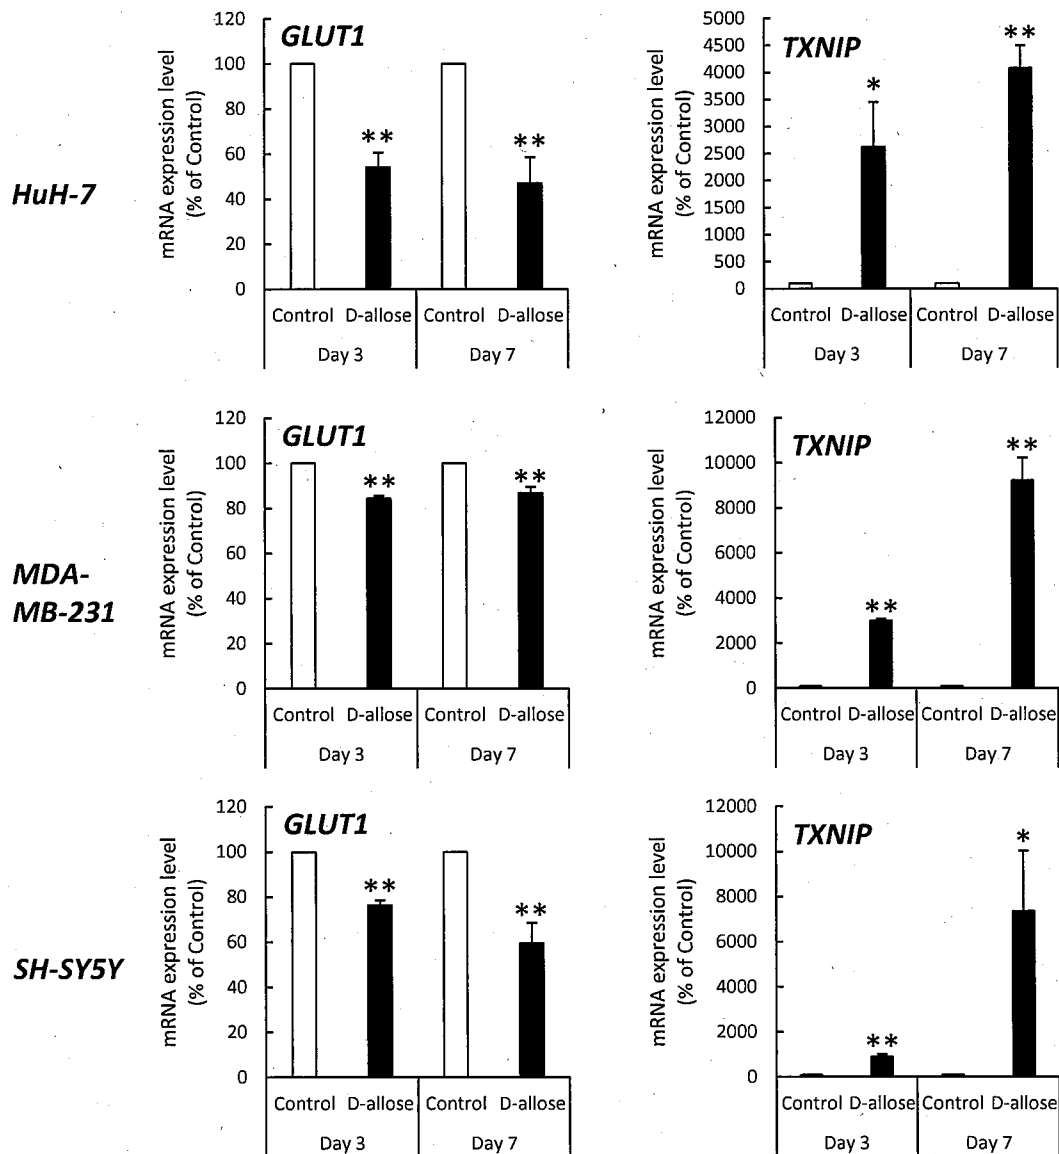 HuH-7
GLUT1
mRNA expression level
(% of Control)
120
100
80
60
40
20
0
**
**
Control D-allose Control D-allose
Day 3 Day 7
TXNIP
mRNA expression level
(% of Control)
5000
4500
4000
3500
3000
2500
2000
1500
1000
500
0
*
**
Control D-allose Control D-allose
Day 3 Day 7
MDA-
MB-231
GLUT1
mRNA expression level
(% of Control)
120
100
80
60
40
20
0
**
**
Control D-allose Control D-allose
Day 3 Day 7
TXNIP
mRNA expression level
(% of Control)
12000
10000
8000
6000
4000
2000
0
**
**
Control D-allose Control D-allose
Day 3 Day 7
SH-SY5Y
GLUT1
mRNA expression level
(% of Control)
120
100
80
60
40
20
0
**
**
Control D-allose Control D-allose
Day 3 Day 7
TXNIP
mRNA expression level
(% of Control)
12000
10000
8000
6000
4000
2000
0
**
*
Control D-allose Control D-allose
Day 3 Day 7